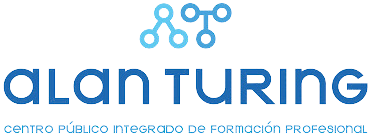 alan turing
centro público integrado de formación profesional